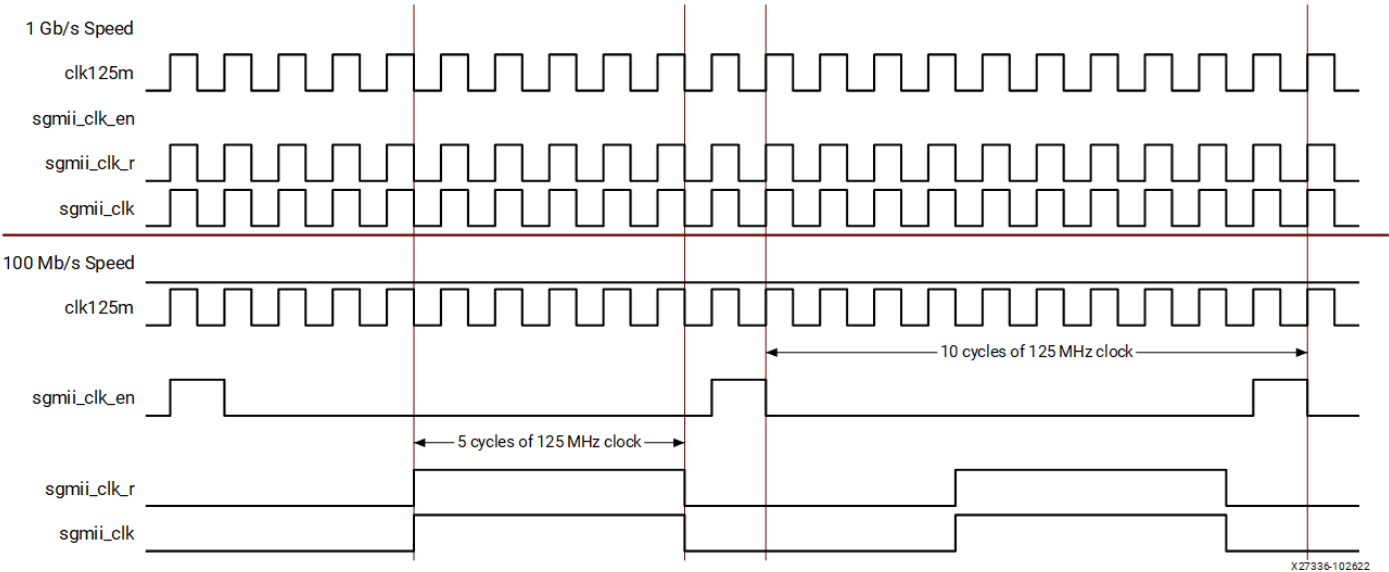 1 Gb/s Speed
clk125m
sgmii_clk_en
sgmii_clk_r
sgmii_clk
100 Mb/s Speed
clk125m
10 cycles of 125 MHz clock
sgmii_clk_en
5 cycles of 125 MHz clock
sgmii_clk_r
sgmii_clk
X27336-102622